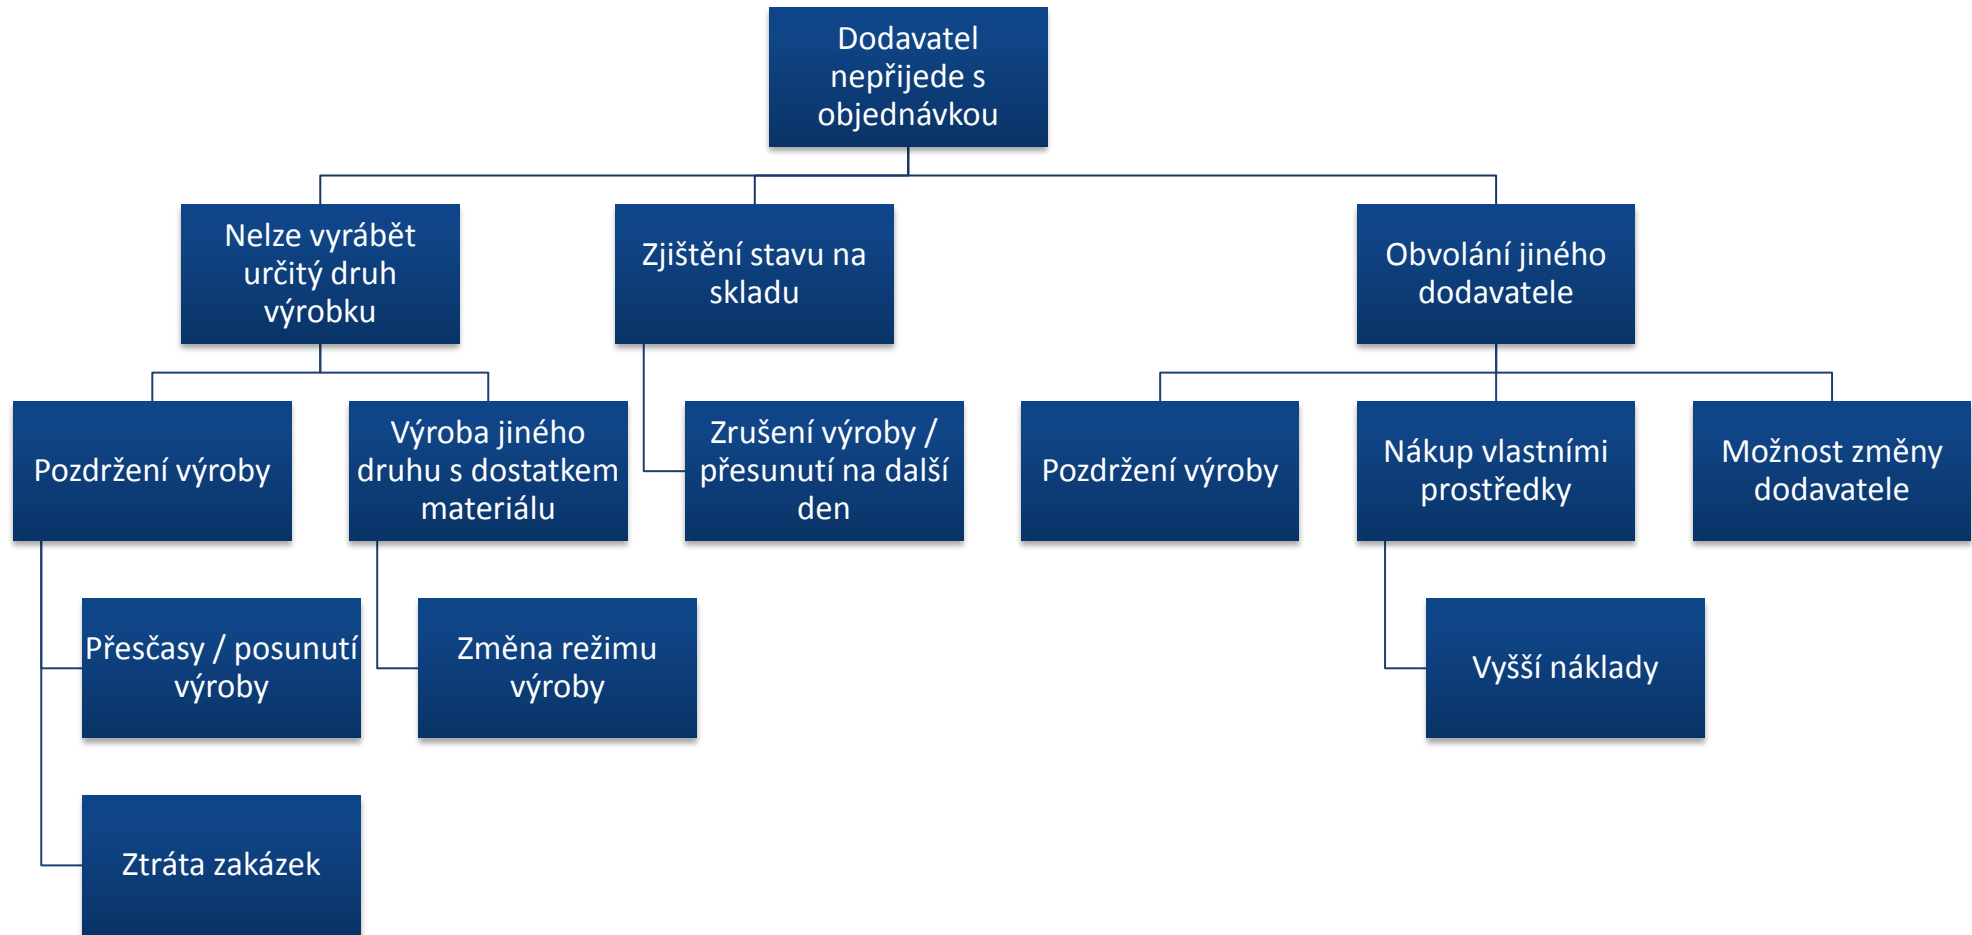 Dodavatel
nepřijede s
objednávkou
Nelze vyrábět
určitý druh
výrobku
Zjištění stavu na
skladu
Obvolání jiného
dodavatele
Pozdržení výroby
Výroba jiného
druhu s dostatkem
materiálu
Zrušení výroby /
přesunutí na další
den
Pozdržení výroby
Nákup vlastními
prostředky
Možnost změny
dodavatele
Přesčasy / posunutí
výroby
Změna režimu
výroby
Vyšší náklady
Ztráta zakázek